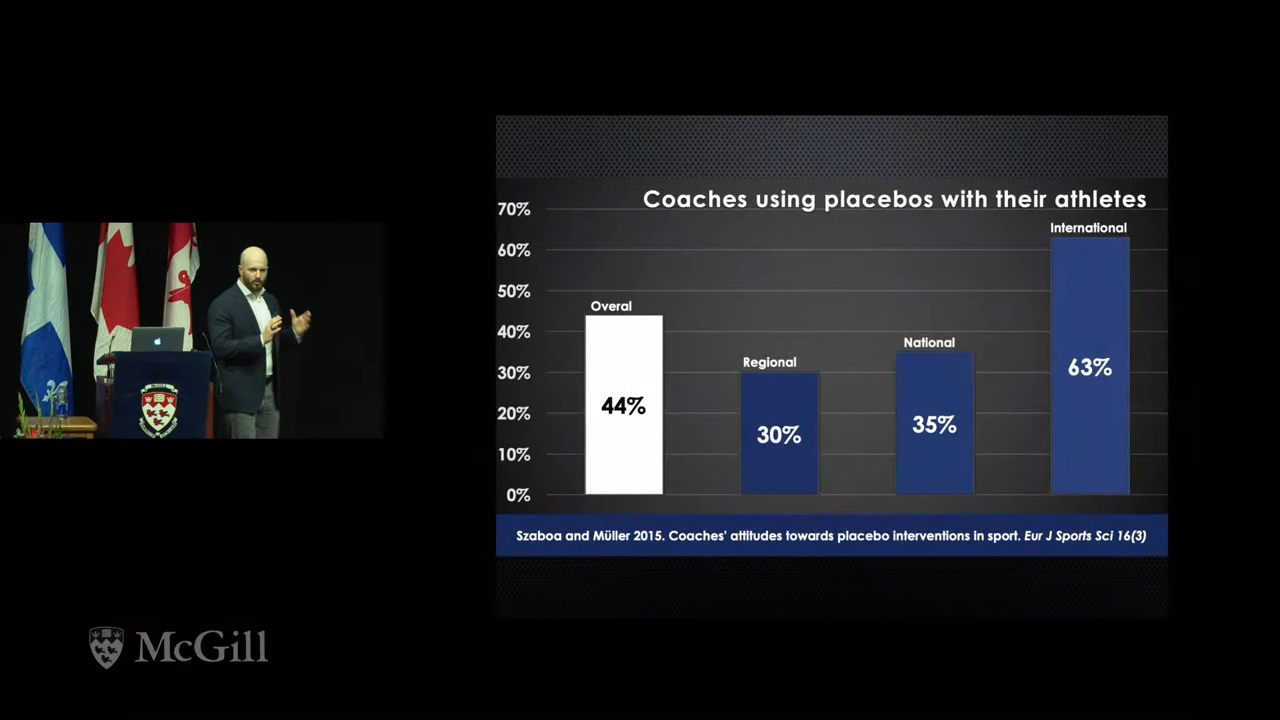 Coaches using placebos with their athletes
70%
60%
50%
40%
30%
20%
10%
0%
Overal
44%
Regional
30%
National
35%
International
63%
Szaboa and Müller 2015. Coaches' attitudes towards placebo interventions in sport. Eur J Sports Sci 16(3)
McGILL
McGill